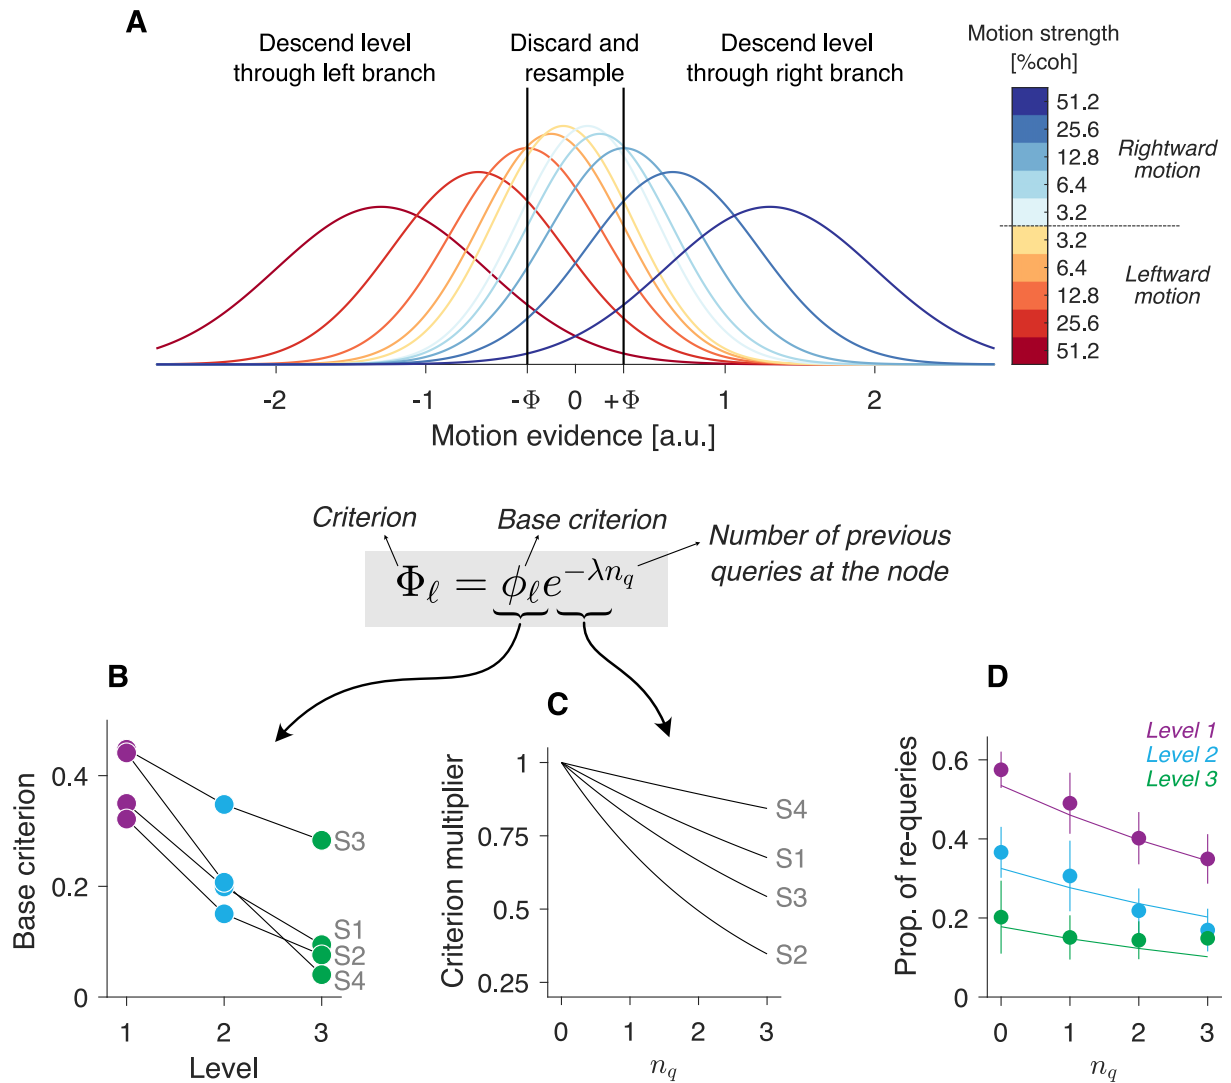 A
Descend level
through left branch
Discard and
resample
Descend level
through right branch
Motion strength
[%coh]
51.2
25.6
12.8
6.4
3.2
3.2
6.4
12.8
25.6
51.2
Rightward
motion
Leftward
motion
-2 -1 -Φ 0 +Φ 1 2
Motion evidence [a.u.]
Criterion
Base criterion
Number of previous
queries at the node
Φ_ℓ = ϕ_ℓ e^{−λn_q}
B
Base criterion
0.4
0.2
0
S3
S1
S2
S4
1 2 3
Level
C
Criterion multiplier
1
0.75
0.5
0.25
S4
S1
S3
S2
0 1 2 3
n_q
D
Prop. of re-queries
0.6
0.4
0.2
0
Level 1
Level 2
Level 3
0 1 2 3
n_q